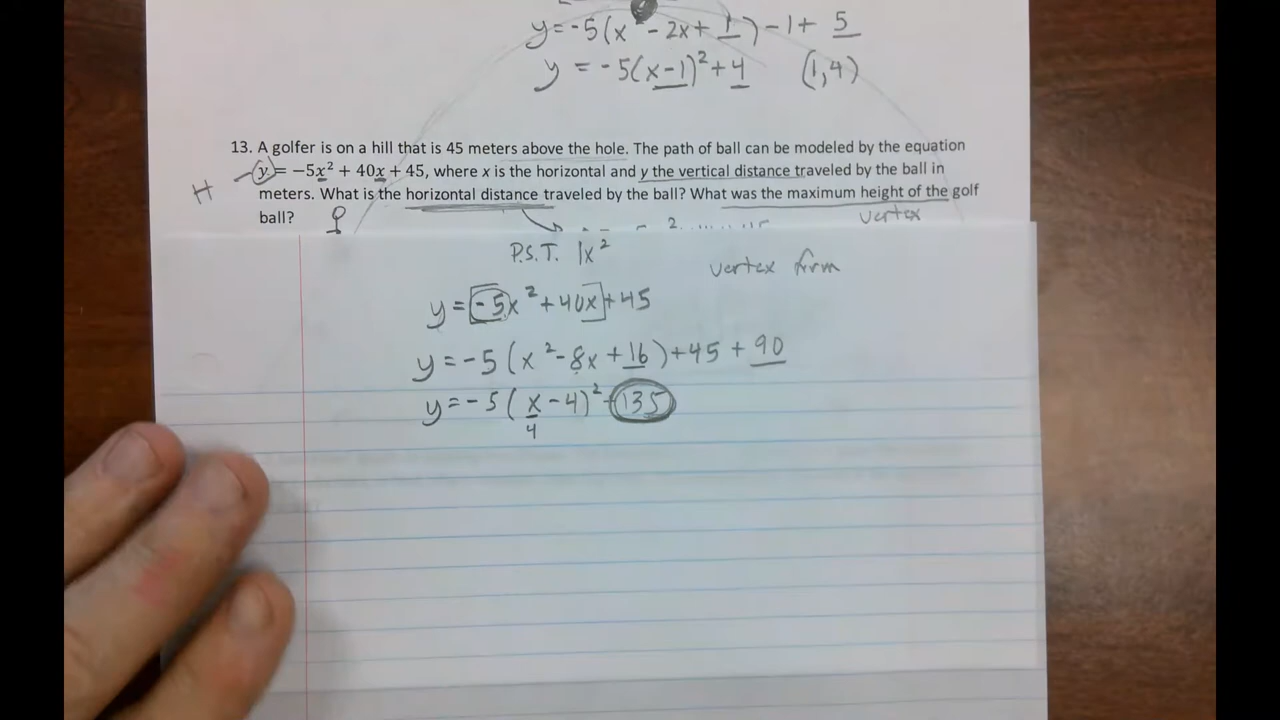 y = -5(x² - 2x + 1) - 1 + 5
y = -5(x-1)² + 4 (1,4)
13. A golfer is on a hill that is 45 meters above the hole. The path of ball can be modeled by the equation
y = −5x² + 40x + 45, where x is the horizontal and y the vertical distance traveled by the ball in
H
meters. What is the horizontal distance traveled by the ball? What was the maximum height of the golf
ball?
vertex
P.S.T. 1x²
vertex form
y = -5x² + 40x + 45
y = -5(x² - 8x + 16) + 45 + 90
y = -5(x - 4)² + 135
4